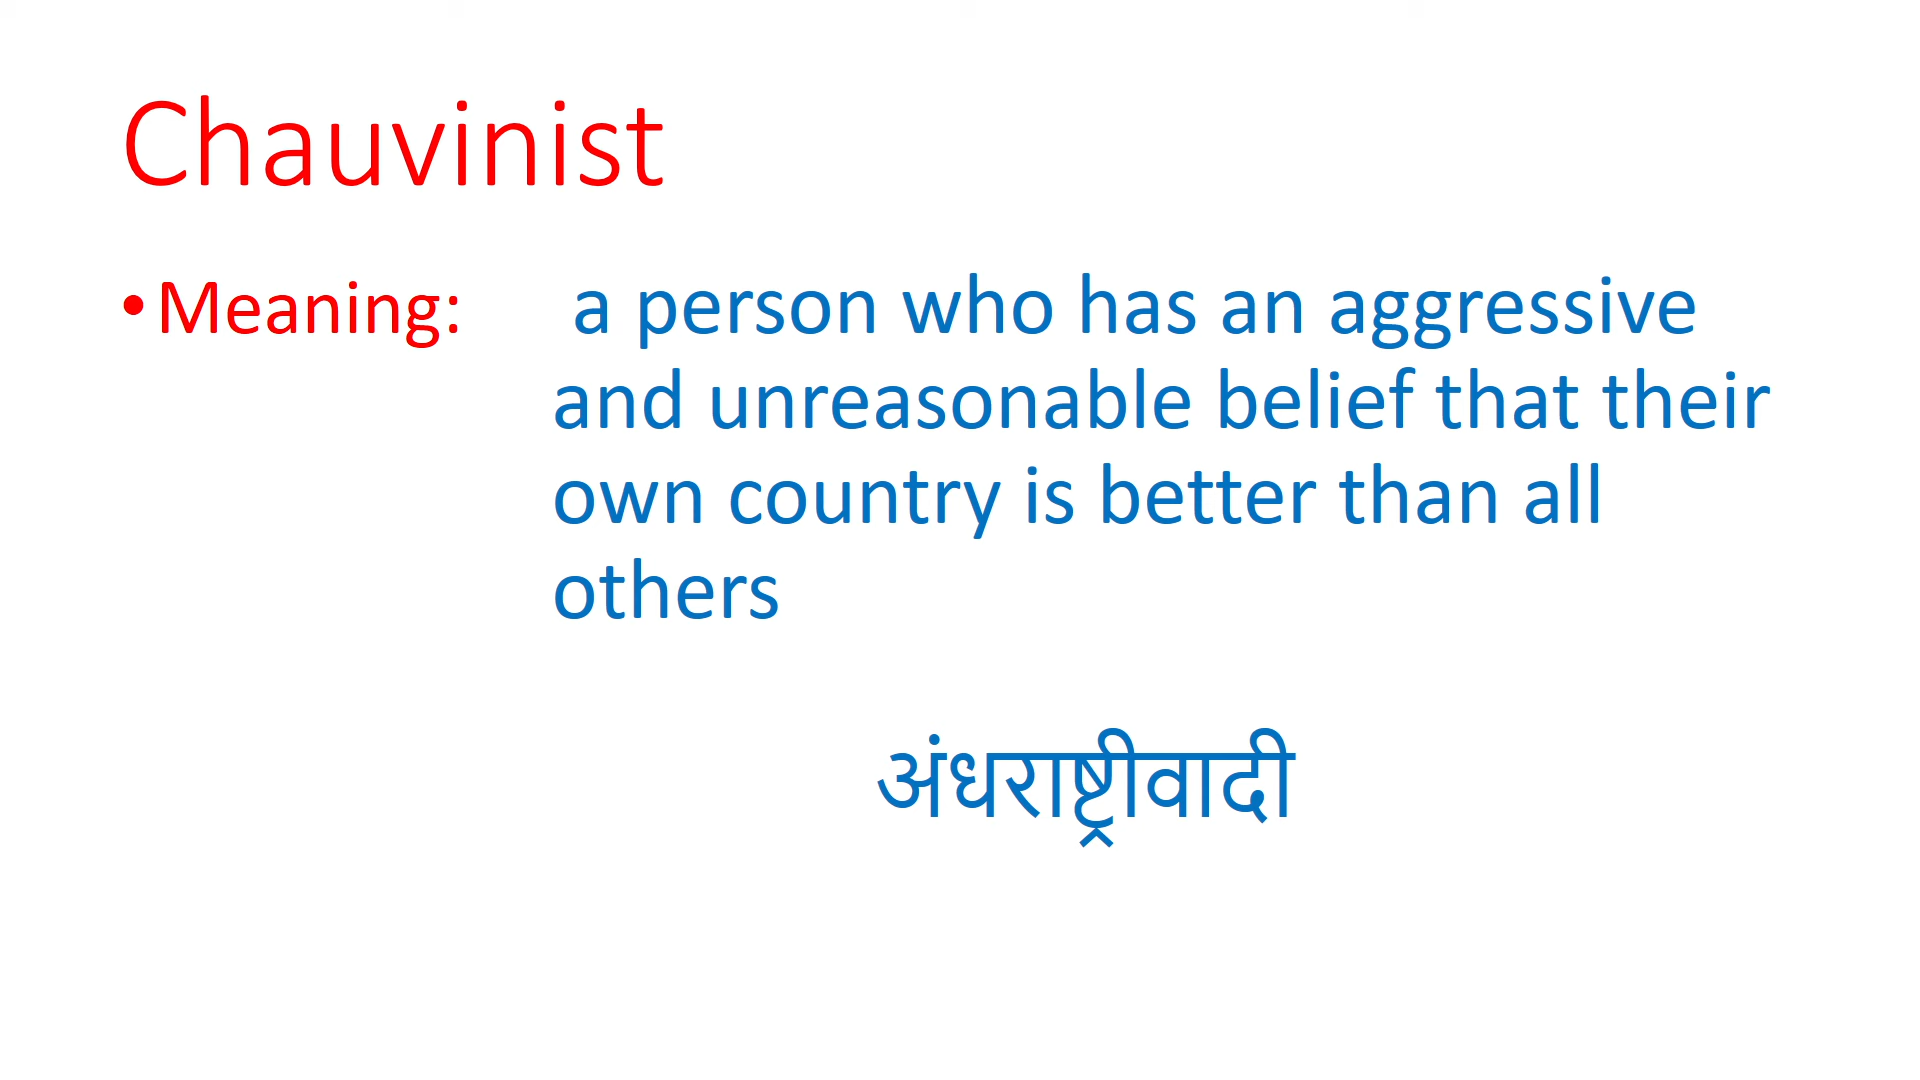 Chauvinist
•Meaning: a person who has an aggressive
and unreasonable belief that their
own country is better than all
others
अंधराष्ट्रीवादी